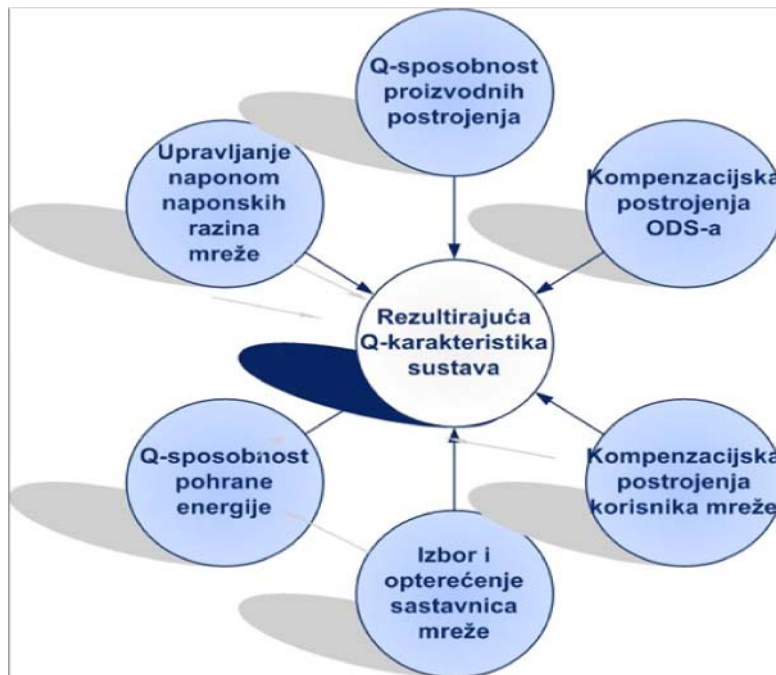 Q-sposobnost
proizvodnih
postrojenja
Upravljanje
naponom
naponskih
razina
mreže
Kompenzacijska
postrojenja
ODS-a
Rezultirajuća
Q-karakteristika
sustava
Q-sposobnost
pohrane
energije
Kompenzacijska
postrojenja
korisnika mreže
Izbor i
opterećenje
sastavnica
mreže